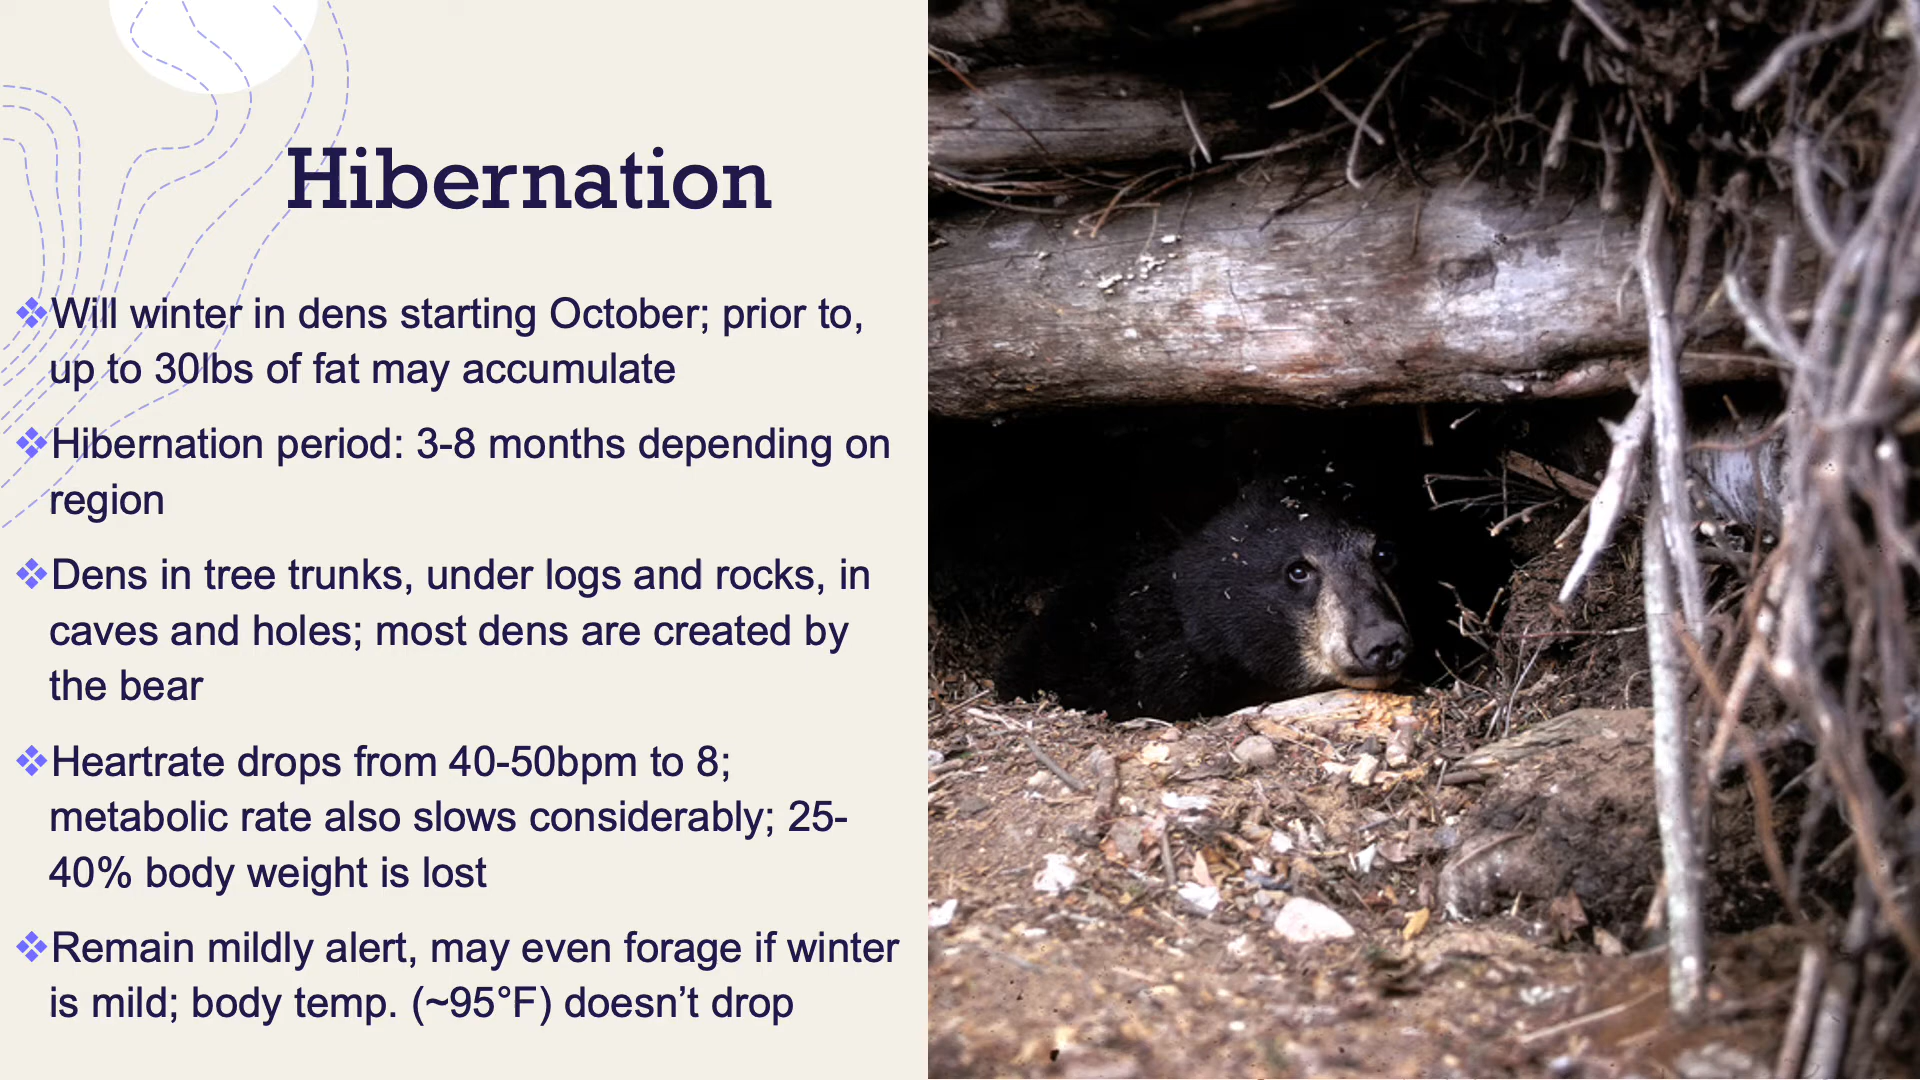 Hibernation
❖Will winter in dens starting October; prior to,
up to 30lbs of fat may accumulate
❖Hibernation period: 3-8 months depending on
region
❖Dens in tree trunks, under logs and rocks, in
caves and holes; most dens are created by
the bear
❖Heartrate drops from 40-50bpm to 8;
metabolic rate also slows considerably; 25-
40% body weight is lost
❖Remain mildly alert, may even forage if winter
is mild; body temp. (~95°F) doesn’t drop